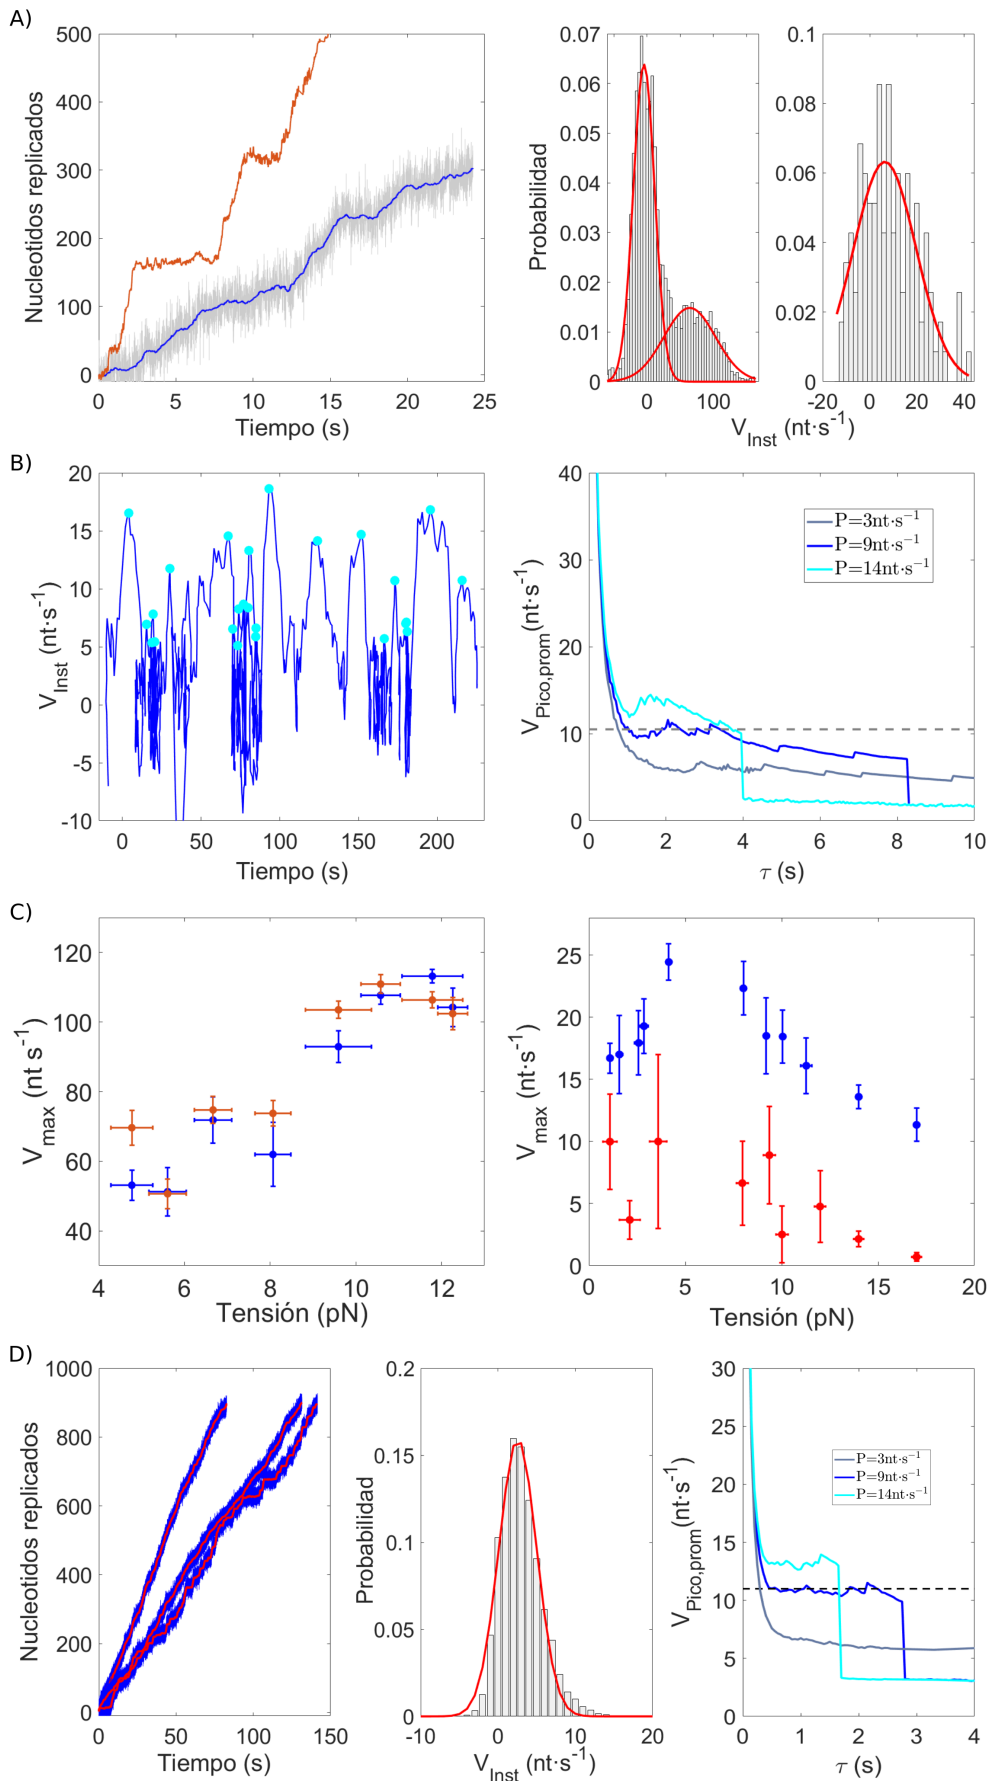 A)
Nucleotidos replicados
500
400
300
200
100
0
0 5 10 15 20 25
Tiempo (s)
Probabilidad
0.07
0.06
0.05
0.04
0.03
0.02
0.01
0
0 100
0.1
0.08
0.06
0.04
0.02
0
-20 0 20 40
V_Inst (nt·s⁻¹)
B)
V_Inst (nt·s⁻¹)
20
15
10
5
0
-5
-10
0 50 100 150 200
Tiempo (s)
V_Pico,prom (nt·s⁻¹)
40
30
20
10
0
P=3nt·s⁻¹
P=9nt·s⁻¹
P=14nt·s⁻¹
0 2 4 6 8 10
τ (s)
C)
V_max (nt s⁻¹)
120
100
80
60
40
4 6 8 10 12
Tensión (pN)
V_max (nt·s⁻¹)
25
20
15
10
5
0
0 5 10 15 20
Tensión (pN)
D)
Nucleotidos replicados
1000
800
600
400
200
0
0 50 100 150
Tiempo (s)
Probabilidad
0.2
0.15
0.1
0.05
0
-10 0 10 20
V_Inst (nt·s⁻¹)
V_Pico,prom (nt·s⁻¹)
30
25
20
15
10
5
0
P=3nt·s⁻¹
P=9nt·s⁻¹
P=14nt·s⁻¹
0 1 2 3 4
τ (s)